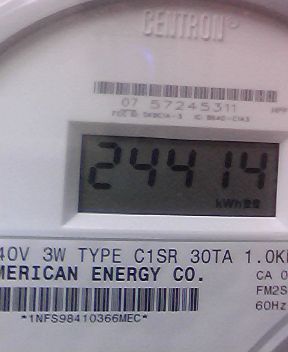 CENTRON®
07 57245311
24414
kWh
40V 3W TYPE C1SR 30TA 1.0K
MERICAN ENERGY CO.
CA 0
FM2S
60Hz
*1NFS98410366MEC*